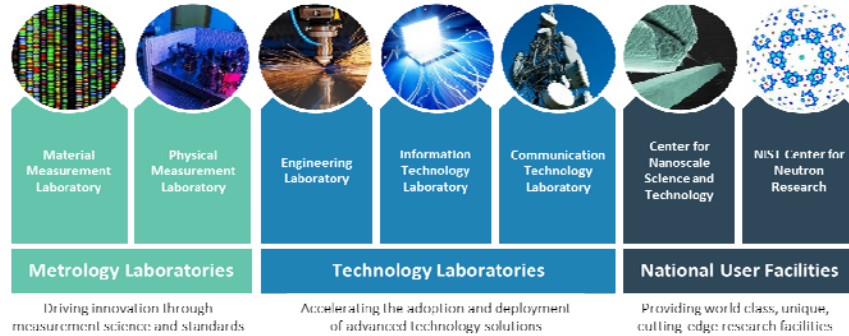 Material
Measurement
Laboratory
Physical
Measurement
Laboratory
Engineering
Laboratory
Information
Technology
Laboratory
Communication
Technology
Laboratory
Center for
Nanoscale
Science and
Technology
NIST Center for
Neutron
Research
Metrology Laboratories
Technology Laboratories
National User Facilities
Driving innovation through
measurement science and standards
Accelerating the adoption and deployment
of advanced technology solutions
Providing world class, unique,
cutting-edge research facilities